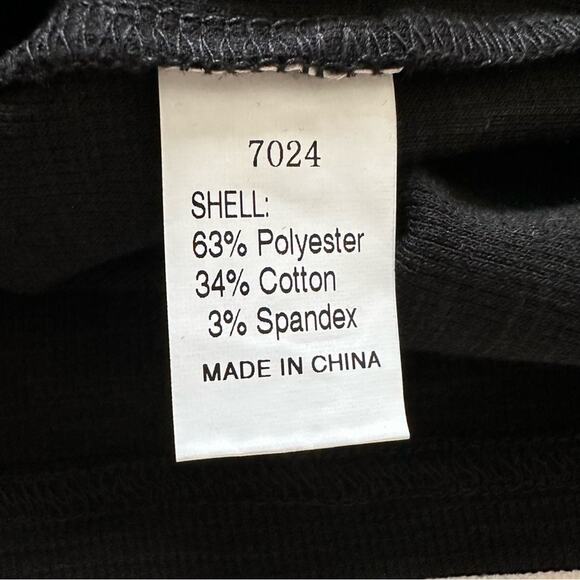 7024
SHELL:
63% Polyester
34% Cotton
3% Spandex
MADE IN CHINA